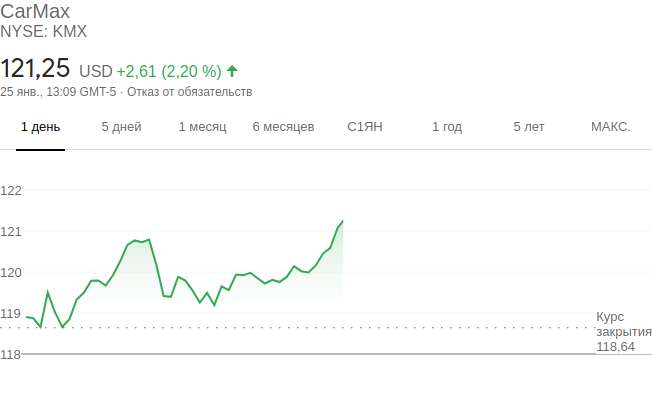 CarMax
NYSE: KMX
121,25 USD +2,61 (2,20 %)
25 янв., 13:09 GMT-5 · Отказ от обязательств
1 день 5 дней 1 месяц 6 месяцев С1ЯН 1 год 5 лет МАКС.
122
121
120
119
Курс
закрытия
118,64
118